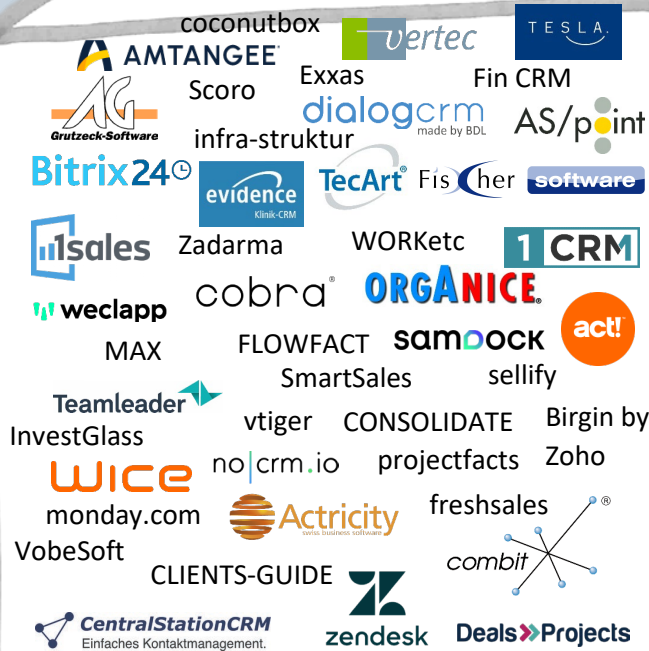 coconutbox
vertec
TESLA.
AMTANGEE
Scoro
Exxas
Fin CRM
AG
Grutzeck-Software
dialogcrm
made by BDL
AS/point
infra-struktur
Bitrix24
evidence
Klinik-CRM
TecArt®
Fischer software
1sales
Zadarma
WORKetc
1 CRM
weclapp
cobra®
ORGANICE®
act!
MAX
FLOWFACT
samdock
SmartSales
sellify
Teamleader
vtiger
CONSOLIDATE
Birgin by
Zoho
InvestGlass
wice
no|crm.io
projectfacts
monday.com
Actricity
swiss business software
freshsales
combit®
VobeSoft
CLIENTS-GUIDE
CentralStationCRM
Einfaches Kontaktmanagement.
zendesk
Deals>>Projects